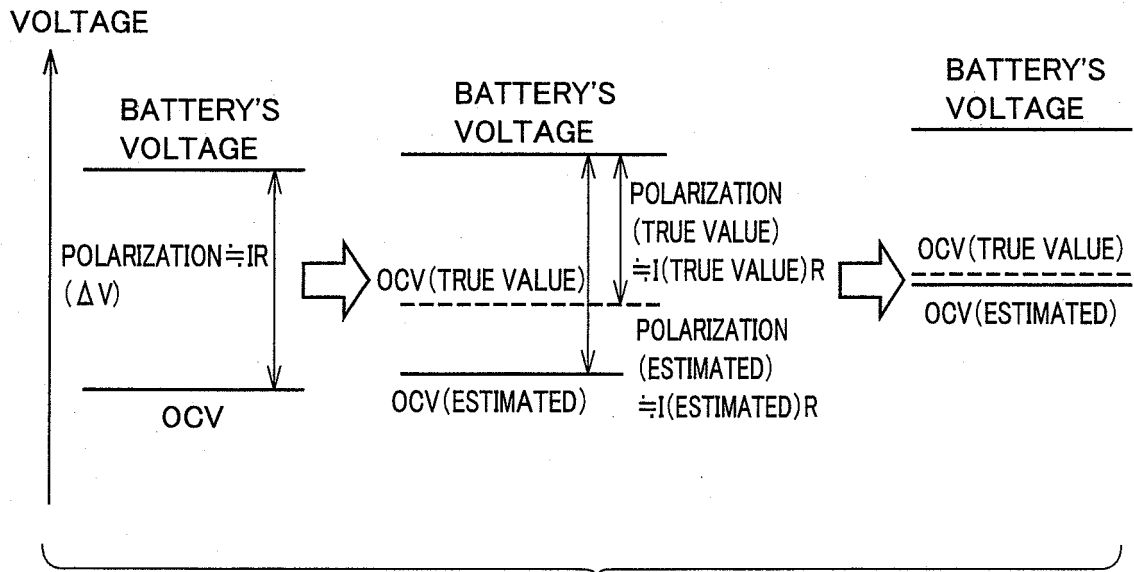 VOLTAGE
BATTERY'S
VOLTAGE
POLARIZATION≒IR
(ΔV)
OCV
BATTERY'S
VOLTAGE
POLARIZATION
(TRUE VALUE)
≒I(TRUE VALUE)R
OCV(TRUE VALUE)
POLARIZATION
(ESTIMATED)
≒I(ESTIMATED)R
OCV(ESTIMATED)
BATTERY'S
VOLTAGE
OCV(TRUE VALUE)
OCV(ESTIMATED)